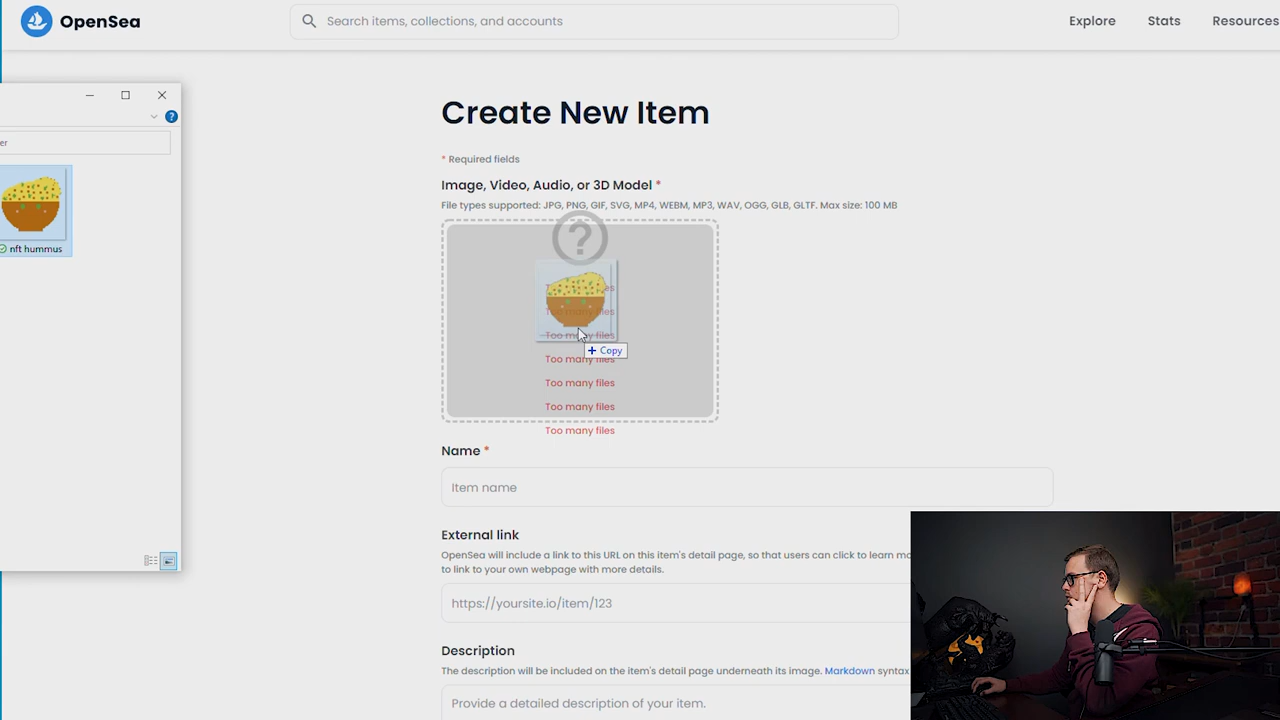 OpenSea
Search items, collections, and accounts
Explore
Stats
Resources
er
nft hummus
Create New Item
* Required fields
Image, Video, Audio, or 3D Model *
File types supported: JPG, PNG, GIF, SVG, MP4, WEBM, MP3, WAV, OGG, GLB, GLTF. Max size: 100 MB
Too many files
Copy
Too many files
Too many files
Too many files
Too many files
Name *
Item name
External link
OpenSea will include a link to this URL on this item's detail page, so that users can click to learn mo
to link to your own webpage with more details.
https://yoursite.io/item/123
Description
The description will be included on the item's detail page underneath its image. Markdown syntax
Provide a detailed description of your item.